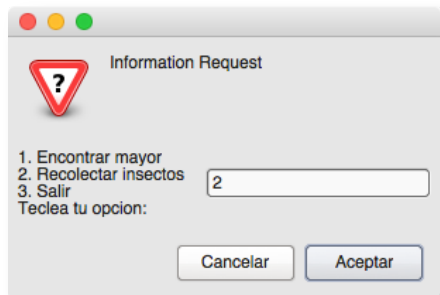 ?
Information Request
1. Encontrar mayor
2. Recolectar insectos
3. Salir
Teclea tu opcion:
2
Cancelar
Aceptar